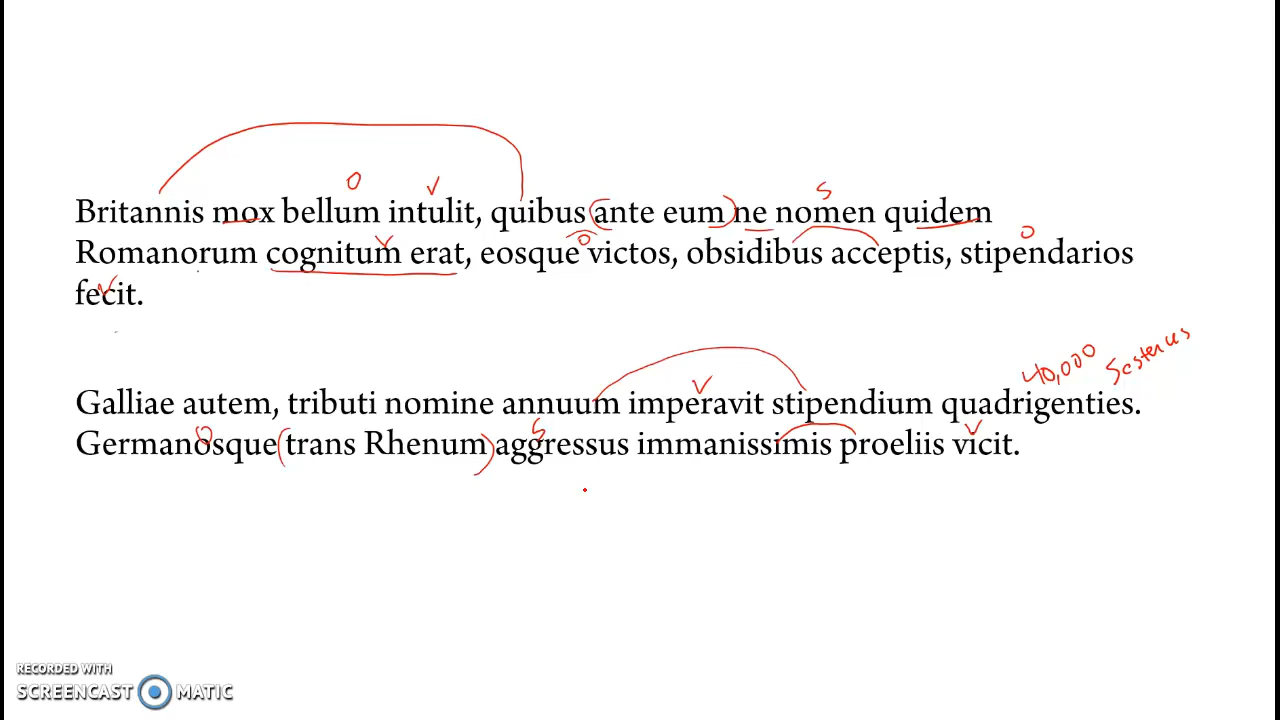 O V S
Britannis mox bellum intulit, quibus (ante eum) ne nomen quidem
V O O
Romanorum cognitum erat, eosque victos, obsidibus acceptis, stipendarios
V
fecit.
40,000 Sesterces
V
Galliae autem, tributi nomine annuum imperavit stipendium quadrigenties.
O S V
Germanosque (trans Rhenum) aggressus immanissimis proeliis vicit.
RECORDED WITH
SCREENCAST MATIC